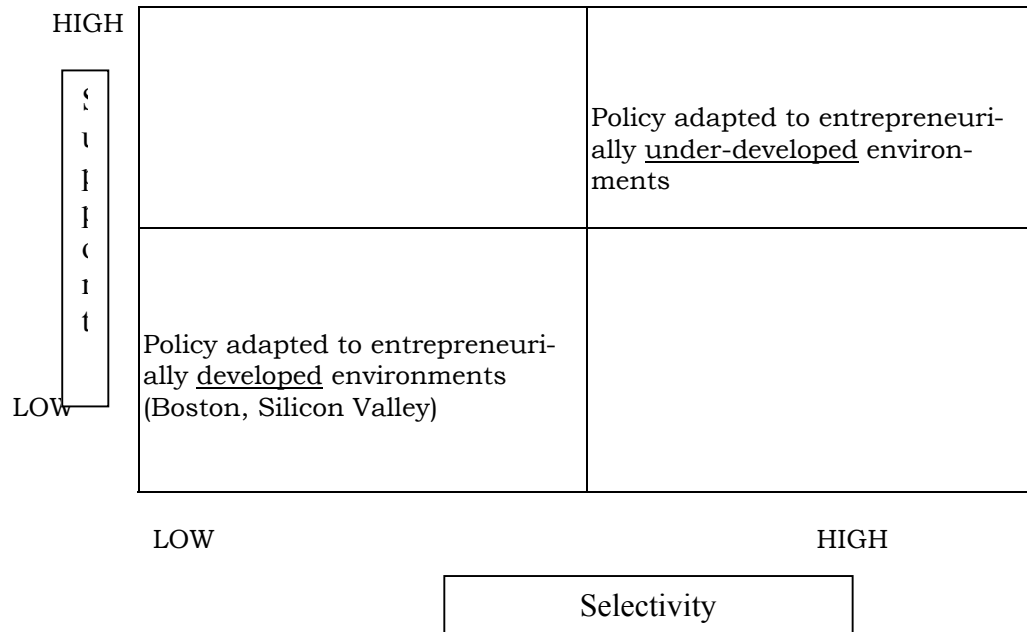 HIGH
Support
Policy adapted to entrepreneuri-
ally under-developed environ-
ments
Policy adapted to entrepreneuri-
ally developed environments
(Boston, Silicon Valley)
LOW
LOW
HIGH
Selectivity